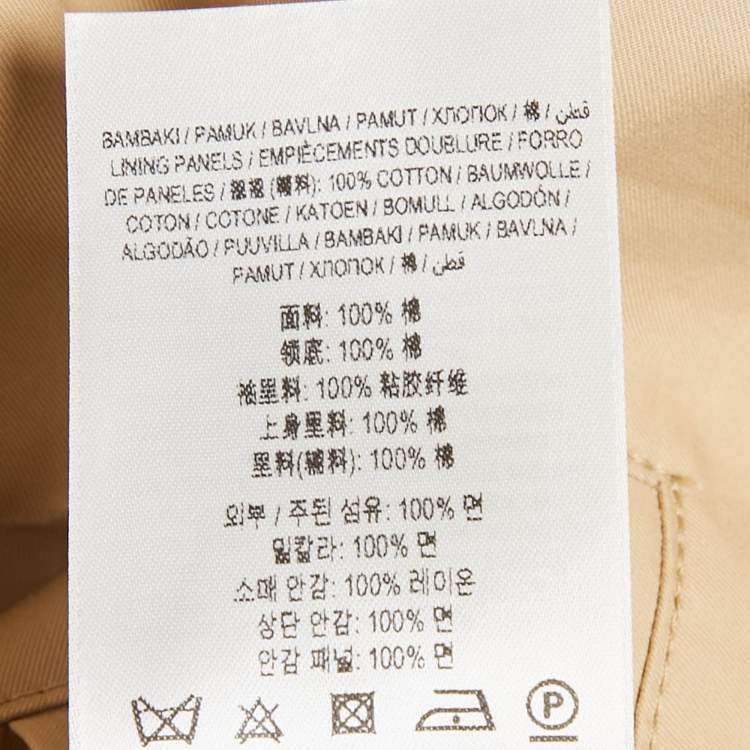 BAMBAKI / PAMUK / BAVLNA / PAMUT / ХЛОПОК / 棉 / قطن /
LINING PANELS / EMPIÈCEMENTS DOUBLURE / FORRO
DE PANELES / 里料 (辅料): 100% COTTON / BAUMWOLLE /
COTON / COTONE / KATOEN / BOMULL / ALGODÓN /
ALGODÃO / PUUVILLA / BAMBAKI / PAMUK / BAVLNA /
PAMUT / ХЛОПОК / 棉 / قطن
面料: 100% 棉
领底: 100% 棉
袖里料: 100% 粘胶纤维
上身里料: 100% 棉
里料(辅料): 100% 棉
외부 / 주된 섬유: 100% 면
밑칼라: 100% 면
소매 안감: 100% 레이온
상단 안감: 100% 면
안감 패널: 100% 면
P